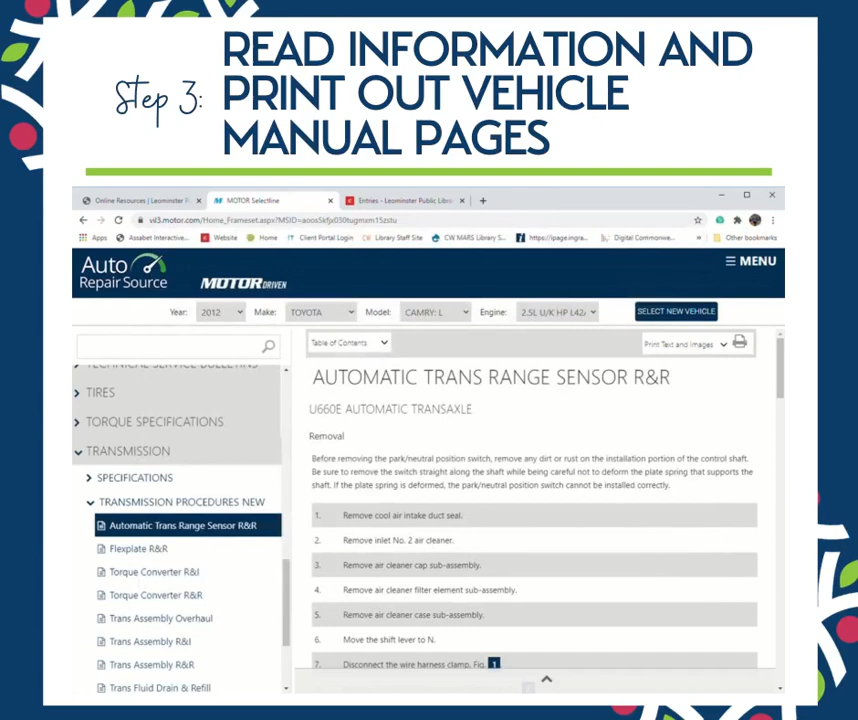 Step 3:
READ INFORMATION AND
PRINT OUT VEHICLE
MANUAL PAGES
Online Resources | Leominster P
MOTOR Selectline
Entries - Leominster Public Libra
vil3.motor.com/Home_Frameset.aspx?
Apps Assabet Interactive... Website Home Client Portal Login Library Staff Site CW MARS Library S... https://ipage.ingra... Digital Commonwe... » Other bookmarks
Auto
Repair Source
MOTOR DRIVEN
☰ MENU
Year: 2012 Make: TOYOTA Model: CAMRY: L Engine: 2.5L U/K HP L42/ SELECT NEW VEHICLE
Table of Contents
Print Text and Images
TECHNICAL SERVICE BULLETINS
TIRES
TORQUE SPECIFICATIONS
TRANSMISSION
SPECIFICATIONS
TRANSMISSION PROCEDURES NEW
Automatic Trans Range Sensor R&R
Flexplate R&R
Torque Converter R&I
Torque Converter R&R
Trans Assembly Overhaul
Trans Assembly R&I
Trans Assembly R&R
Trans Fluid Drain & Refill
AUTOMATIC TRANS RANGE SENSOR R&R
U660E AUTOMATIC TRANSAXLE
Removal
Before removing the park/neutral position switch, remove any dirt or rust on the installation portion of the control shaft.
Be sure to remove the switch straight along the shaft while being careful not to deform the plate spring that supports the
shaft. If the plate spring is deformed, the park/neutral position switch cannot be installed correctly.
1. Remove cool air intake duct seal.
2. Remove inlet No. 2 air cleaner.
3. Remove air cleaner cap sub-assembly.
4. Remove air cleaner filter element sub-assembly.
5. Remove air cleaner case sub-assembly.
6. Move the shift lever to N.
7. Disconnect the wire harness clamp, Fig. 1